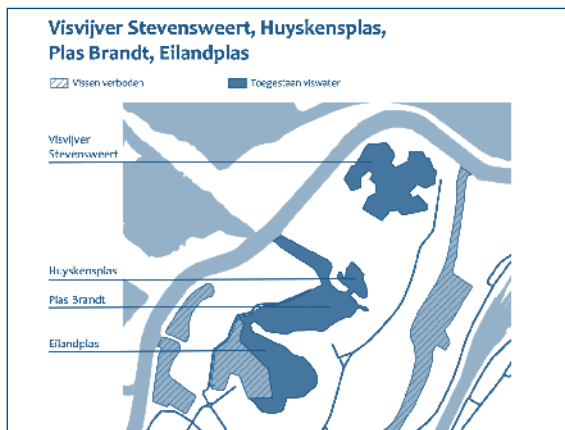 Visvijver Stevensweert, Huyskensplas,
Plas Brandt, Eilandplas
Vissen verboden
Toegestaan viswater
Visvijver
Stevensweert
Huyskensplas
Plas Brandt
Eilandplas